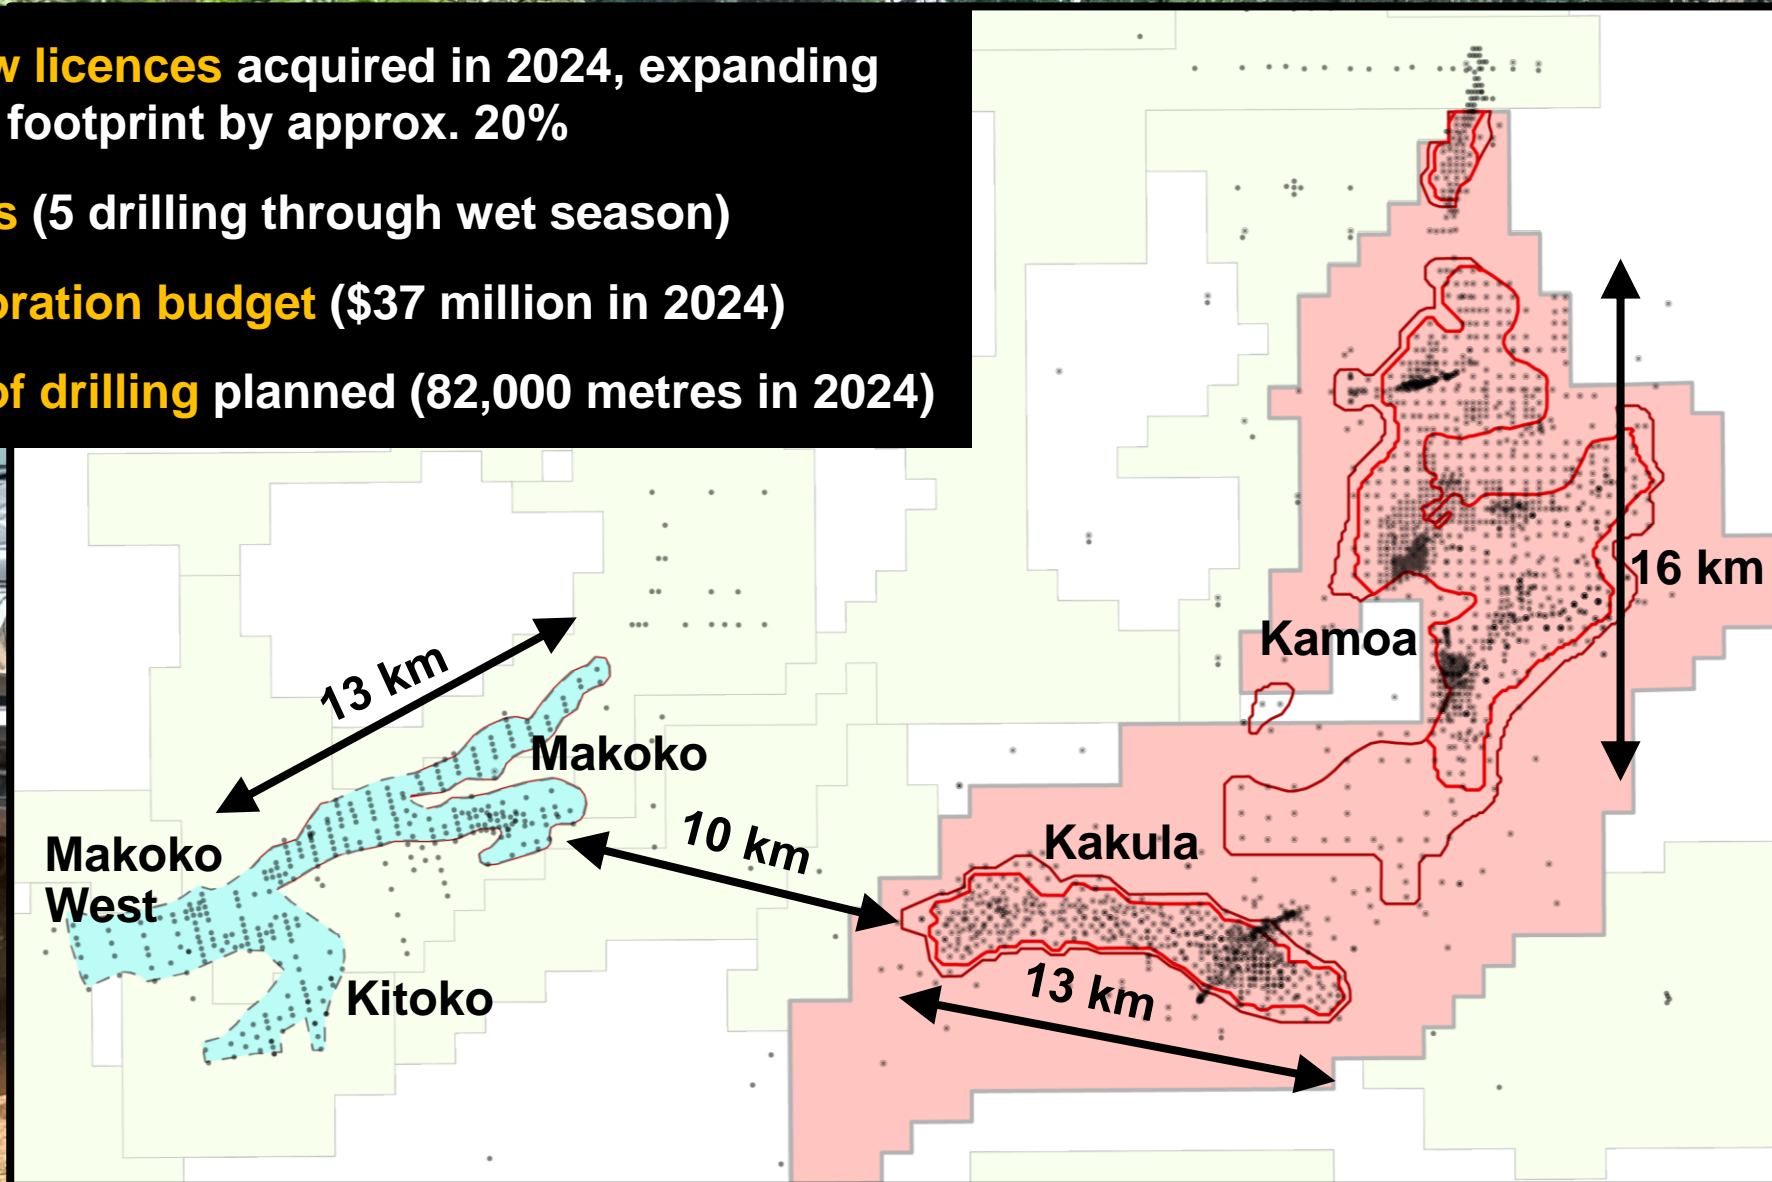 licences acquired in 2024, expanding
footprint by approx. 20%
(5 drilling through wet season)
budget ($37 million in 2024)
of drilling planned (82,000 metres in 2024)
16 km
Kamoa
13 km
Makoko
10 km
Kakula
Makoko
West
Kitoko
13 km